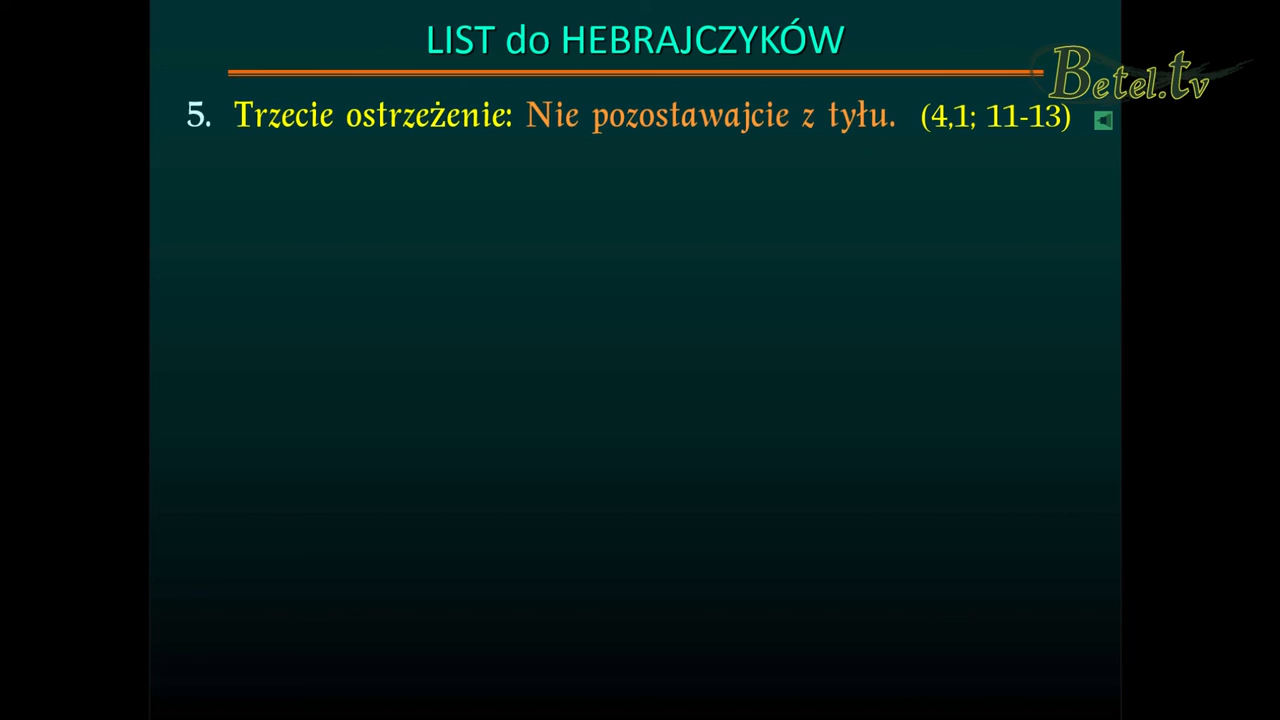 LIST do HEBRAJCZYKÓW
Betel.tv
5. Trzecie ostrzeżenie: Nie pozostawajcie z tyłu. (4,1; 11-13)